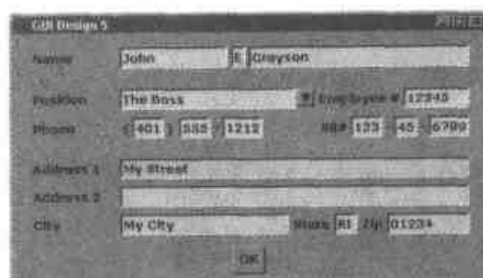 GUI Design 5
Name John E Grayson
Position The Boss Employee # 12345
Phone ( 401 ) 555 - 1212 SS# 123 - 45 - 6789
Address 1 My Street
Address 2
City My City State RI Zip 01234
OK